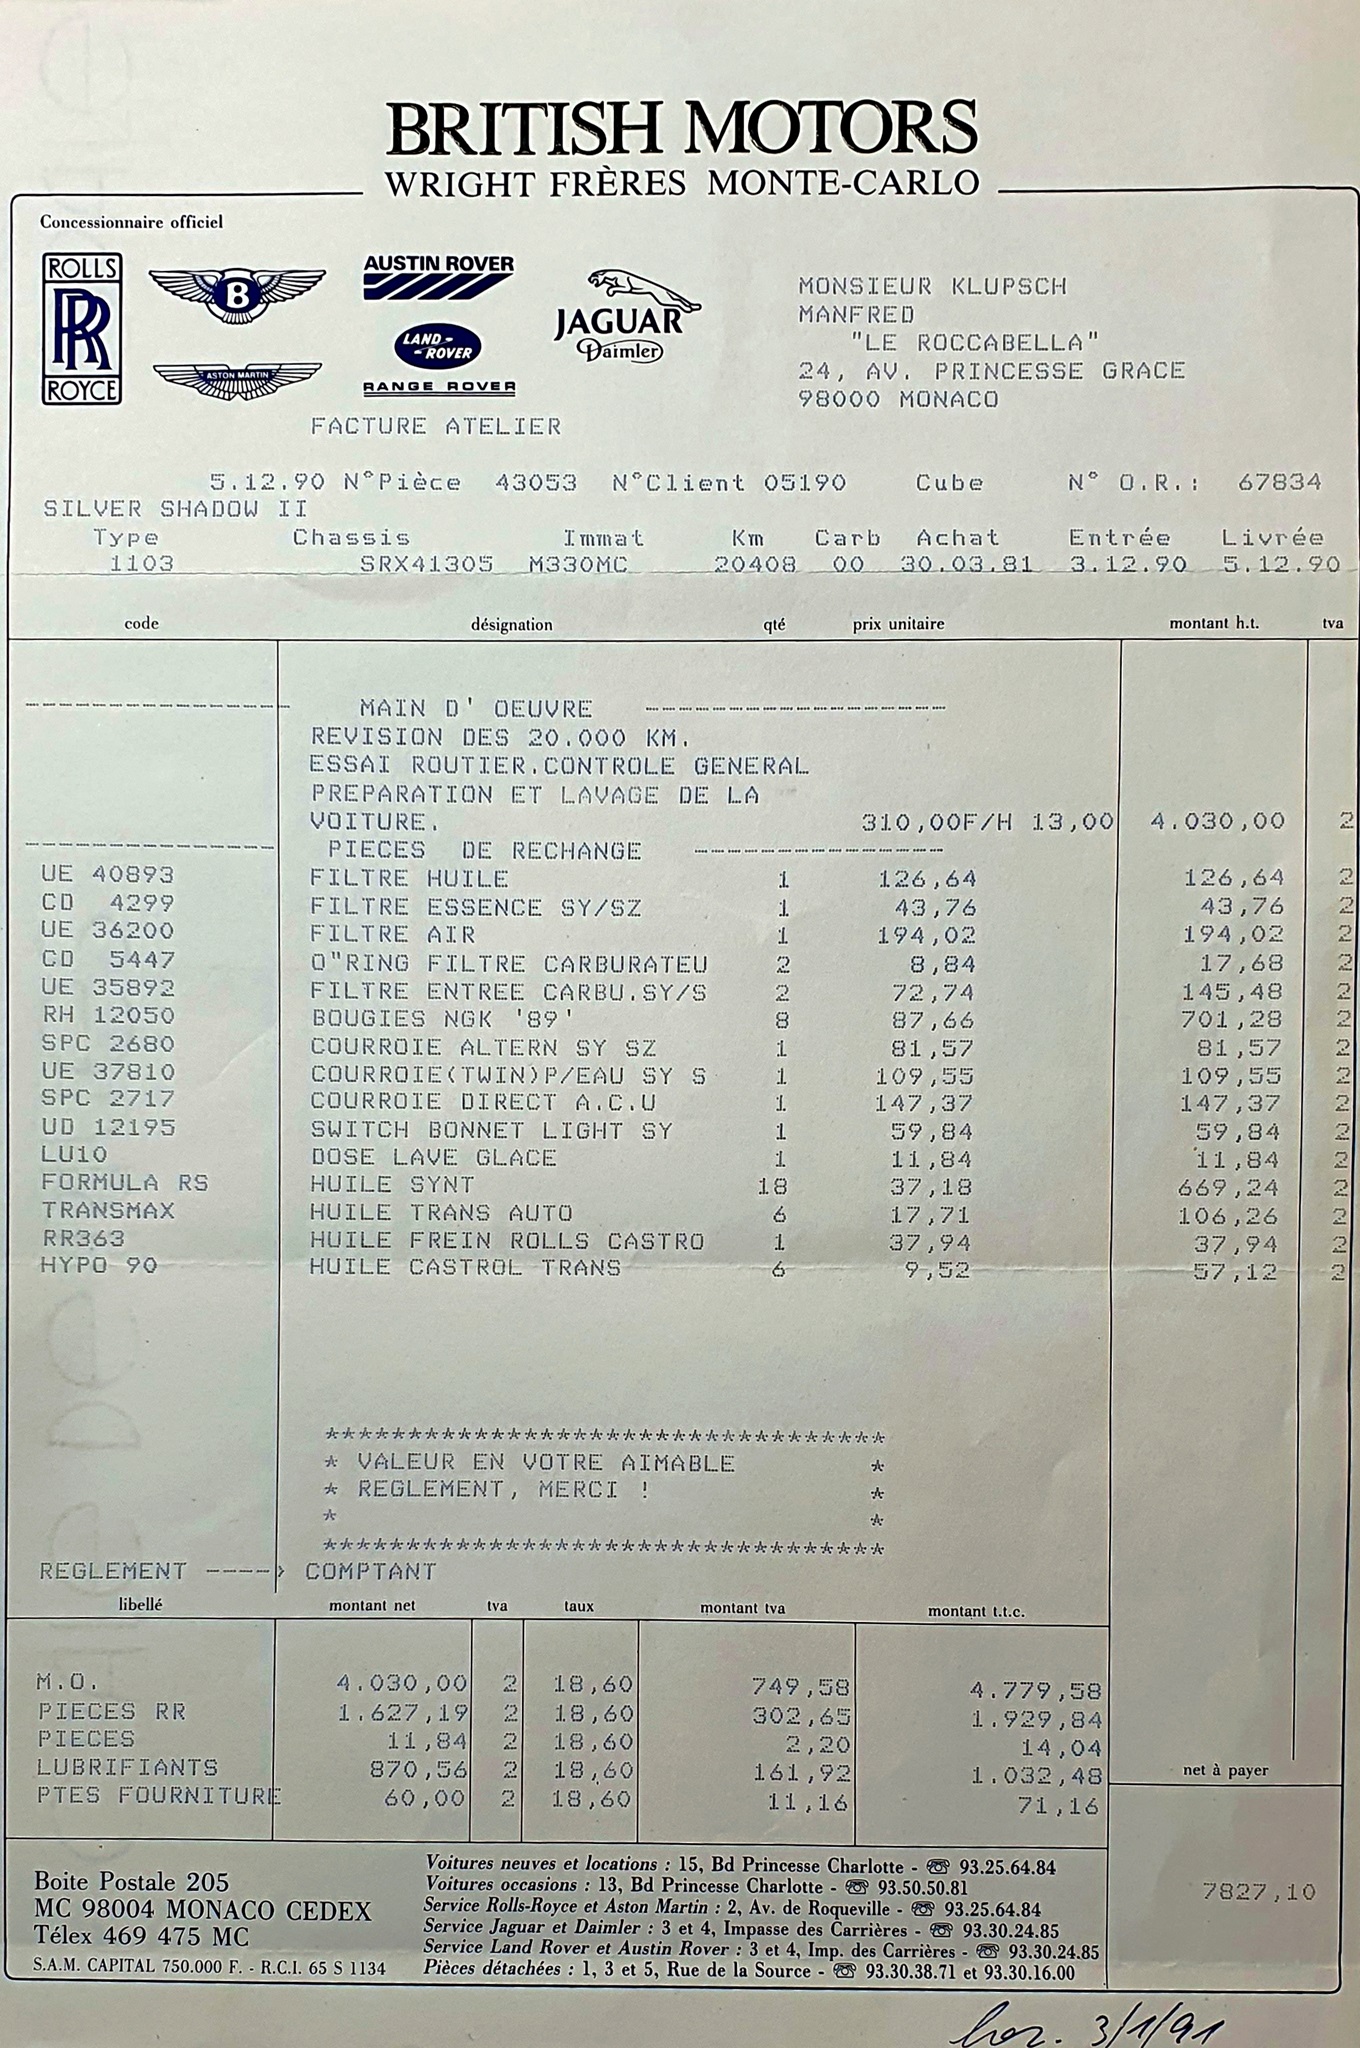 BRITISH MOTORS
WRIGHT FRÈRES MONTE-CARLO
Concessionnaire officiel
ROLLS
RR
ROYCE
B
ASTON MARTIN
AUSTIN ROVER
LAND-ROVER
RANGE ROVER
JAGUAR
Daimler
MONSIEUR KLUPSCH
MANFRED
"LE ROCCABELLA"
24, AV. PRINCESSE GRACE
98000 MONACO
FACTURE ATELIER
5.12.90 N°Pièce 43053 N°Client 05190 Cube N° O.R.: 67834
SILVER SHADOW II
Type Chassis Immat Km Carb Achat Entrée Livrée
1103 SRX41305 M330MC 20408 00 30.03.81 3.12.90 5.12.90
code désignation qté prix unitaire montant h.t. tva
---------------- MAIN D' OEUVRE ------------------
REVISION DES 20.000 KM.
ESSAI ROUTIER.CONTROLE GENERAL
PREPARATION ET LAVAGE DE LA
VOITURE. 310,00F/H 13,00 4.030,00 2
--------------- PIECES DE RECHANGE ---------------
UE 40893 FILTRE HUILE 1 126,64 126,64 2
CD 4299 FILTRE ESSENCE SY/SZ 1 43,76 43,76 2
UE 36200 FILTRE AIR 1 194,02 194,02 2
CD 5447 O"RING FILTRE CARBURATEU 2 8,84 17,68 2
UE 35892 FILTRE ENTREE CARBU.SY/S 2 72,74 145,48 2
RH 12050 BOUGIES NGK '89' 8 87,66 701,28 2
SPC 2680 COURROIE ALTERN SY SZ 1 81,57 81,57 2
UE 37810 COURROIE(TWIN)P/EAU SY S 1 109,55 109,55 2
SPC 2717 COURROIE DIRECT A.C.U 1 147,37 147,37 2
UD 12195 SWITCH BONNET LIGHT SY 1 59,84 59,84 2
LU10 DOSE LAVE GLACE 1 11,84 11,84 2
FORMULA RS HUILE SYNT 18 37,18 669,24 2
TRANSMAX HUILE TRANS AUTO 6 17,71 106,26 2
RR363 HUILE FREIN ROLLS CASTRO 1 37,94 37,94 2
HYPO 90 HUILE CASTROL TRANS 6 9,52 57,12 2
**********************************
* VALEUR EN VOTRE AIMABLE *
* REGLEMENT, MERCI ! *
* *
**********************************
REGLEMENT ----> COMPTANT
libellé montant net tva taux montant tva montant t.t.c.
M.O. 4.030,00 2 18,60 749,58 4.779,58
PIECES RR 1.627,19 2 18,60 302,65 1.929,84
PIECES 11,84 2 18,60 2,20 14,04
LUBRIFIANTS 870,56 2 18,60 161,92 1.032,48
PTES FOURNITURE 60,00 2 18,60 11,16 71,16
net à payer
7827,10
Boite Postale 205
MC 98004 MONACO CEDEX
Télex 469 475 MC
S.A.M. CAPITAL 750.000 F. - R.C.I. 65 S 1134
Voitures neuves et locations : 15, Bd Princesse Charlotte - ☏ 93.25.64.84
Voitures occasions : 13, Bd Princesse Charlotte - ☏ 93.50.50.81
Service Rolls-Royce et Aston Martin : 2, Av. de Roqueville - ☏ 93.25.64.84
Service Jaguar et Daimler : 3 et 4, Impasse des Carrières - ☏ 93.30.24.85
Service Land Rover et Austin Rover : 3 et 4, Imp. des Carrières - ☏ 93.30.24.85
Pièces détachées : 1, 3 et 5, Rue de la Source - ☏ 93.30.38.71 et 93.30.16.00
3/1/91